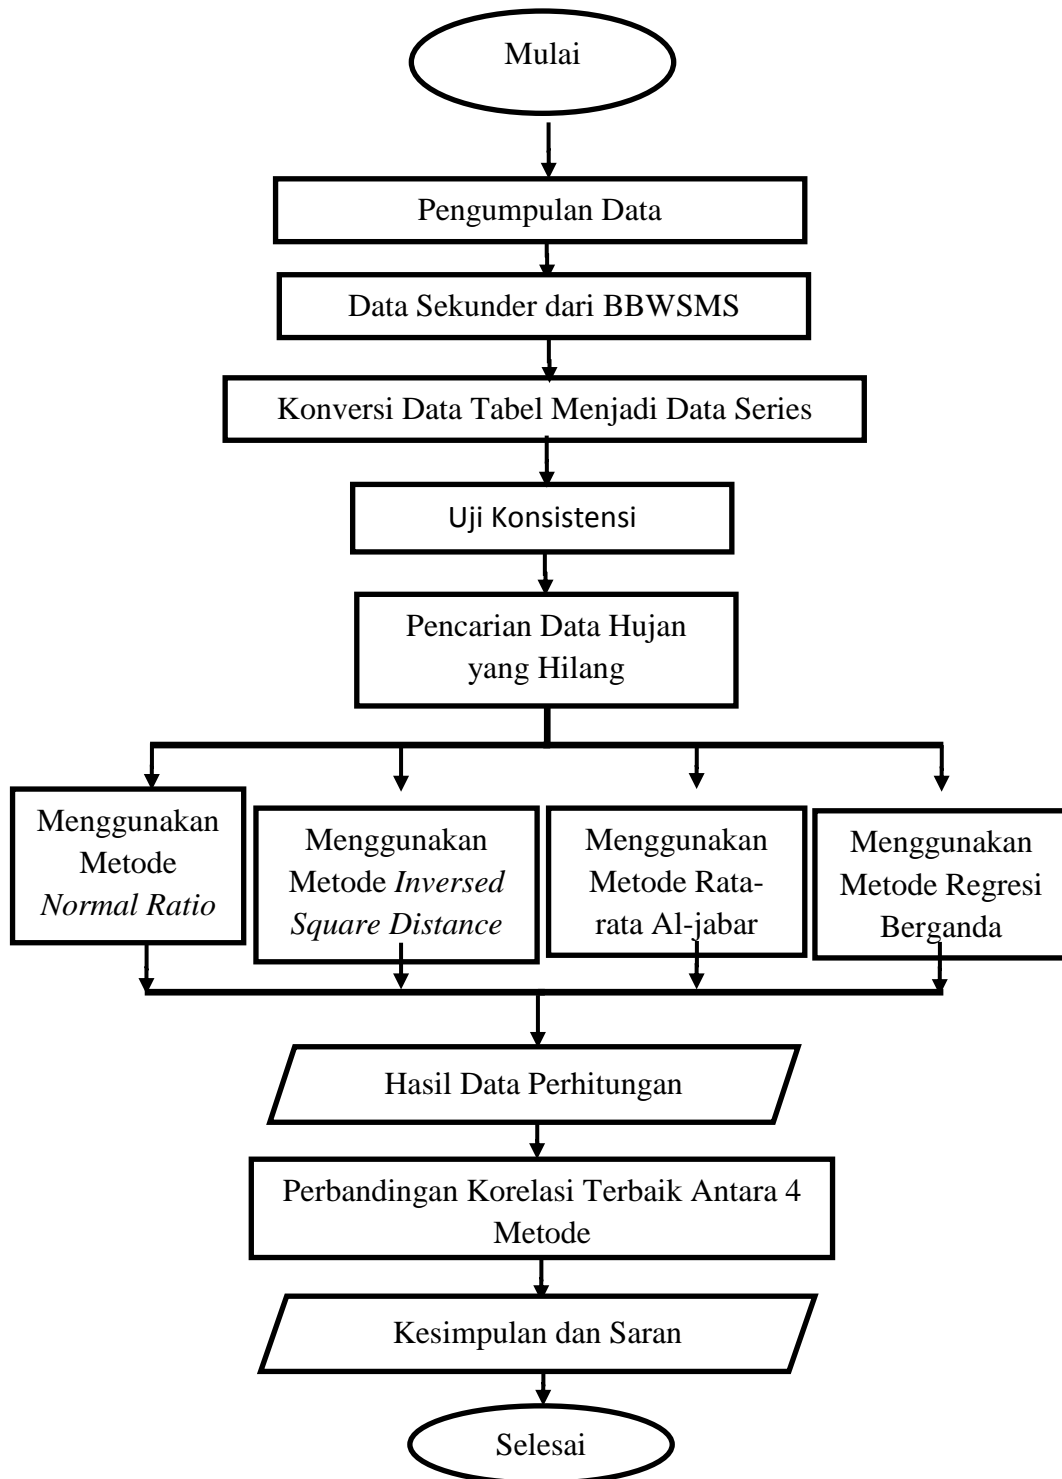 Mulai
Pengumpulan Data
Data Sekunder dari BBWSMS
Konversi Data Tabel Menjadi Data Series
Uji Konsistensi
Pencarian Data Hujan
yang Hilang
Menggunakan
Metode
Normal Ratio
Menggunakan
Metode Inversed
Square Distance
Menggunakan
Metode Rata-
rata Al-jabar
Menggunakan
Metode Regresi
Berganda
Hasil Data Perhitungan
Perbandingan Korelasi Terbaik Antara 4
Metode
Kesimpulan dan Saran
Selesai